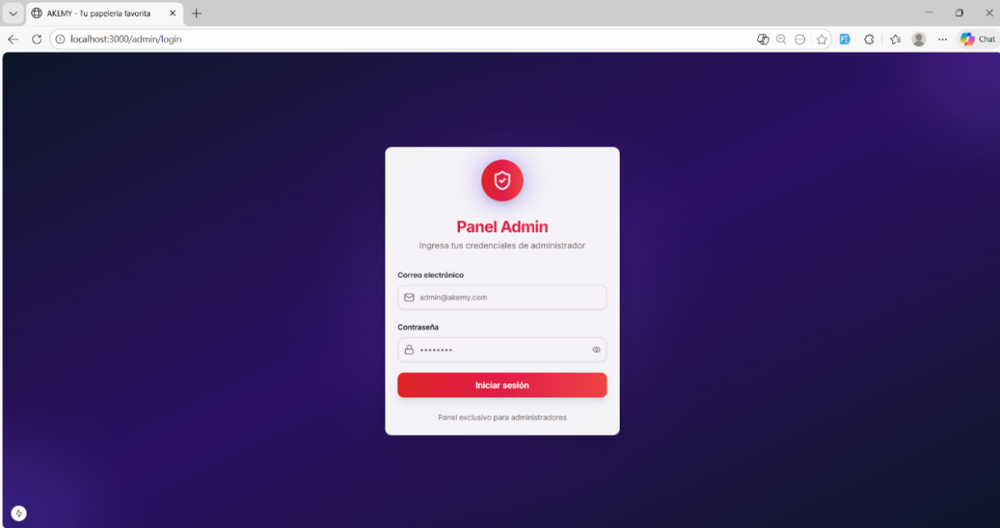 AKEMY - Tu papelería favorita
localhost:3000/admin/login
Chat
Panel Admin
Ingresa tus credenciales de administrador
Correo electrónico
admin@akemy.com
Contraseña
••••••••
Iniciar sesión
Panel exclusivo para administradores